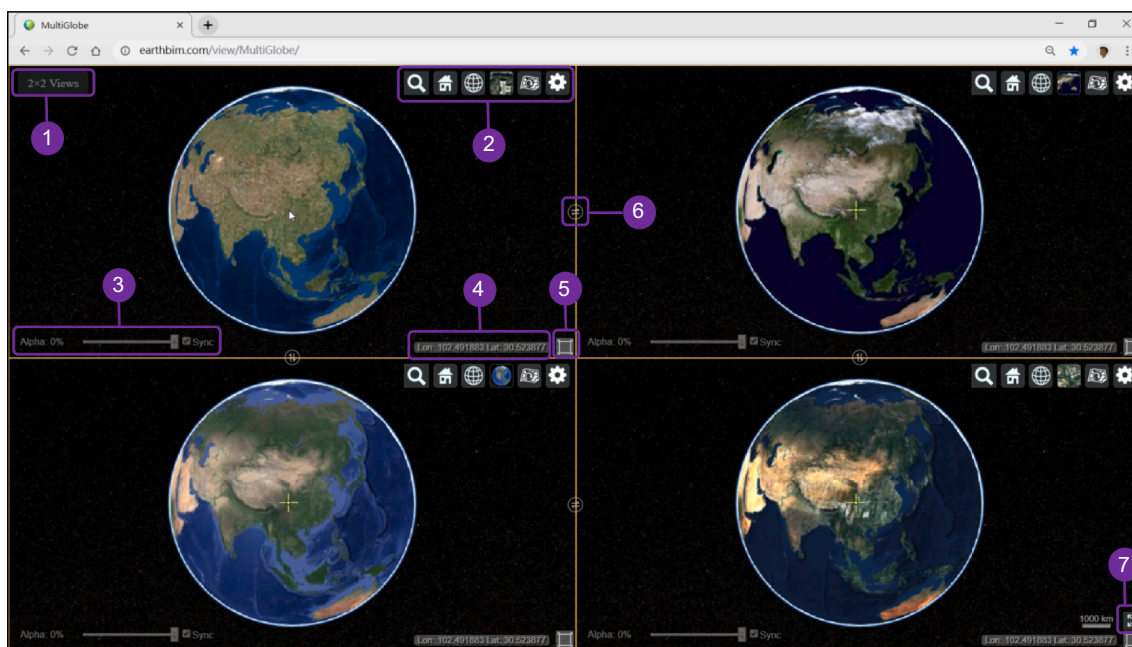 MultiGlobe
earthbim.com/view/MultiGlobe/
2×2 Views
1
2
3
4
5
6
7
Alpha: 0%
Sync
Lon: 102.491883 Lat: 30.523877
Alpha: 0%
Sync
Lon: 102.491883 Lat: 30.523877
Alpha: 0%
Sync
Lon: 102.491883 Lat: 30.523877
Alpha: 0%
Sync
1000 km
Lon: 102.491883 Lat: 30.523877